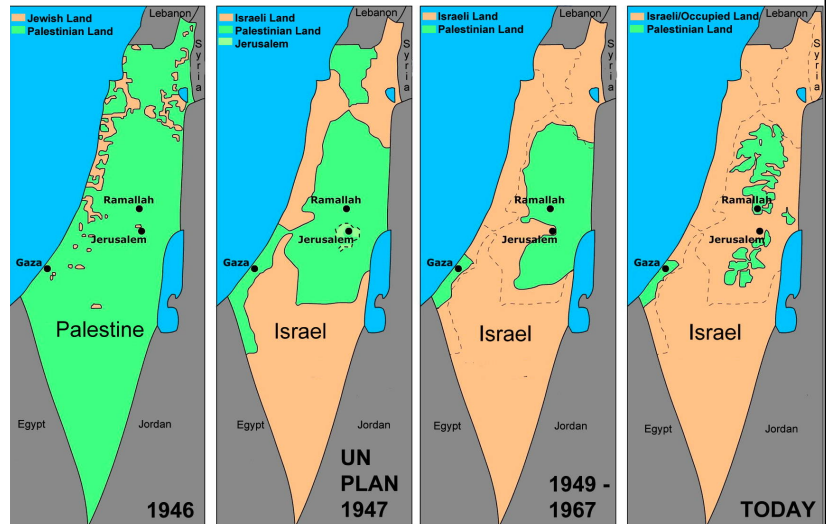 Jewish Land
Palestinian Land
Lebanon
Syria
Ramallah
Jerusalem
Gaza
Palestine
Egypt
Jordan
1946
Israeli Land
Palestinian Land
Jerusalem
Lebanon
Syria
Ramallah
Jerusalem
Gaza
Israel
Egypt
Jordan
UN
PLAN
1947
Israeli Land
Palestinian Land
Lebanon
Syria
Ramallah
Jerusalem
Gaza
Israel
Egypt
Jordan
1949 -
1967
Israeli/Occupied Land
Palestinian Land
Lebanon
Syria
Ramallah
Jerusalem
Gaza
Israel
Egypt
Jordan
TODAY